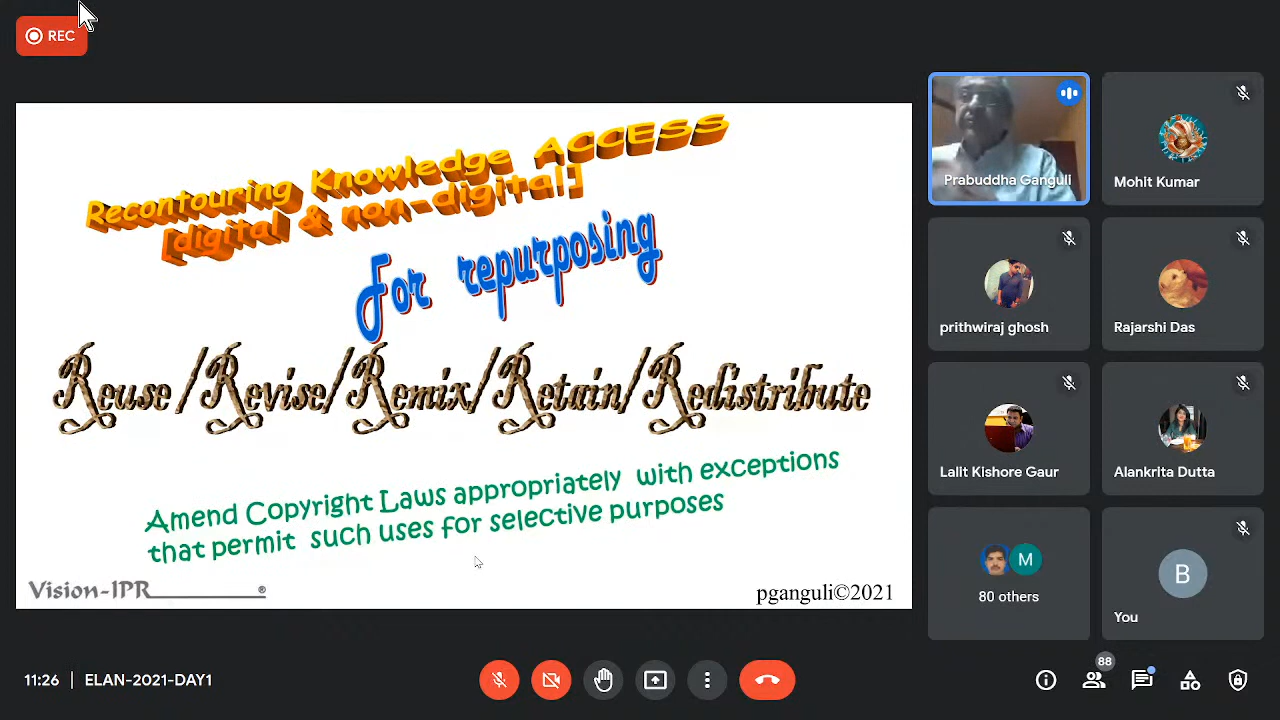 REC
Recontouring Knowledge ACCESS
[digital & non-digital]
For repurposing
Reuse/Revise/Remix/Retain/Redistribute
Amend Copyright Laws appropriately with exceptions
that permit such uses for selective purposes
Vision-IPR®
pganguli©2021
Prabuddha Ganguli
Mohit Kumar
prithwiraj ghosh
Rajarshi Das
Lalit Kishore Gaur
Alankrita Dutta
M
80 others
B
You
11:26 | ELAN-2021-DAY1
88